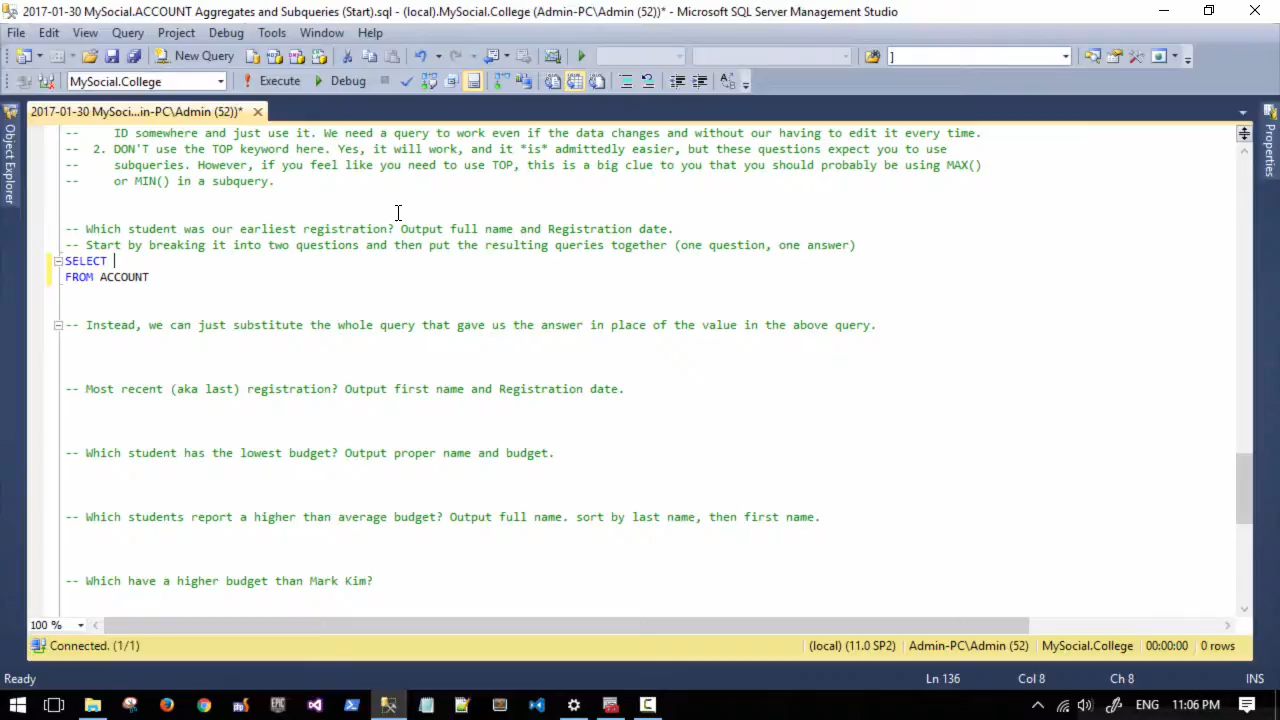 2017-01-30 MySocial.ACCOUNT Aggregates and Subqueries (Start).sql - (local).MySocial.College (Admin-PC\Admin (52))* - Microsoft SQL Server Management Studio
File Edit View Query Project Debug Tools Window Help
New Query ]
MySocial.College ! Execute Debug
2017-01-30 MySoci...in-PC\Admin (52))* ×
Object Explorer
Properties
-- ID somewhere and just use it. We need a query to work even if the data changes and without our having to edit it every time.
-- 2. DON'T use the TOP keyword here. Yes, it will work, and it *is* admittedly easier, but these questions expect you to use
-- subqueries. However, if you feel like you need to use TOP, this is a big clue to you that you should probably be using MAX()
-- or MIN() in a subquery.
-- Which student was our earliest registration? Output full name and Registration date.
-- Start by breaking it into two questions and then put the resulting queries together (one question, one answer)
SELECT
FROM ACCOUNT
-- Instead, we can just substitute the whole query that gave us the answer in place of the value in the above query.
-- Most recent (aka last) registration? Output first name and Registration date.
-- Which student has the lowest budget? Output proper name and budget.
-- Which students report a higher than average budget? Output full name. sort by last name, then first name.
-- Which have a higher budget than Mark Kim?
100 %
Connected. (1/1) (local) (11.0 SP2) Admin-PC\Admin (52) MySocial.College 00:00:00 0 rows
Ready Ln 136 Col 8 Ch 8 INS
ENG 11:06 PM